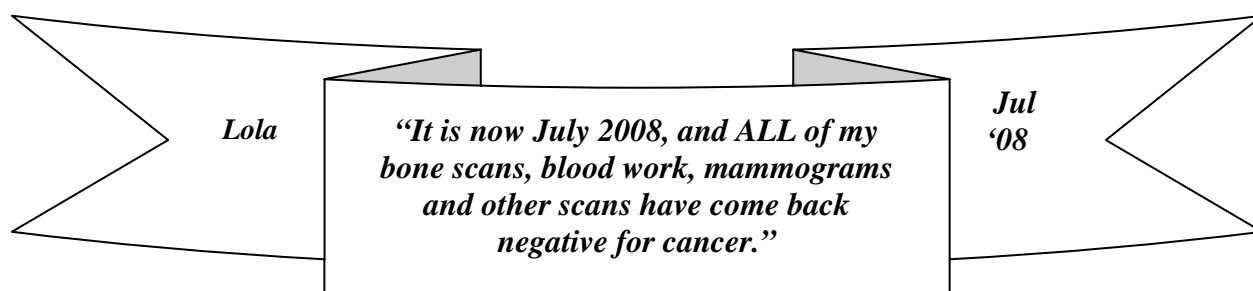 Lola
“It is now July 2008, and ALL of my
bone scans, blood work, mammograms
and other scans have come back
negative for cancer.”
Jul
‘08